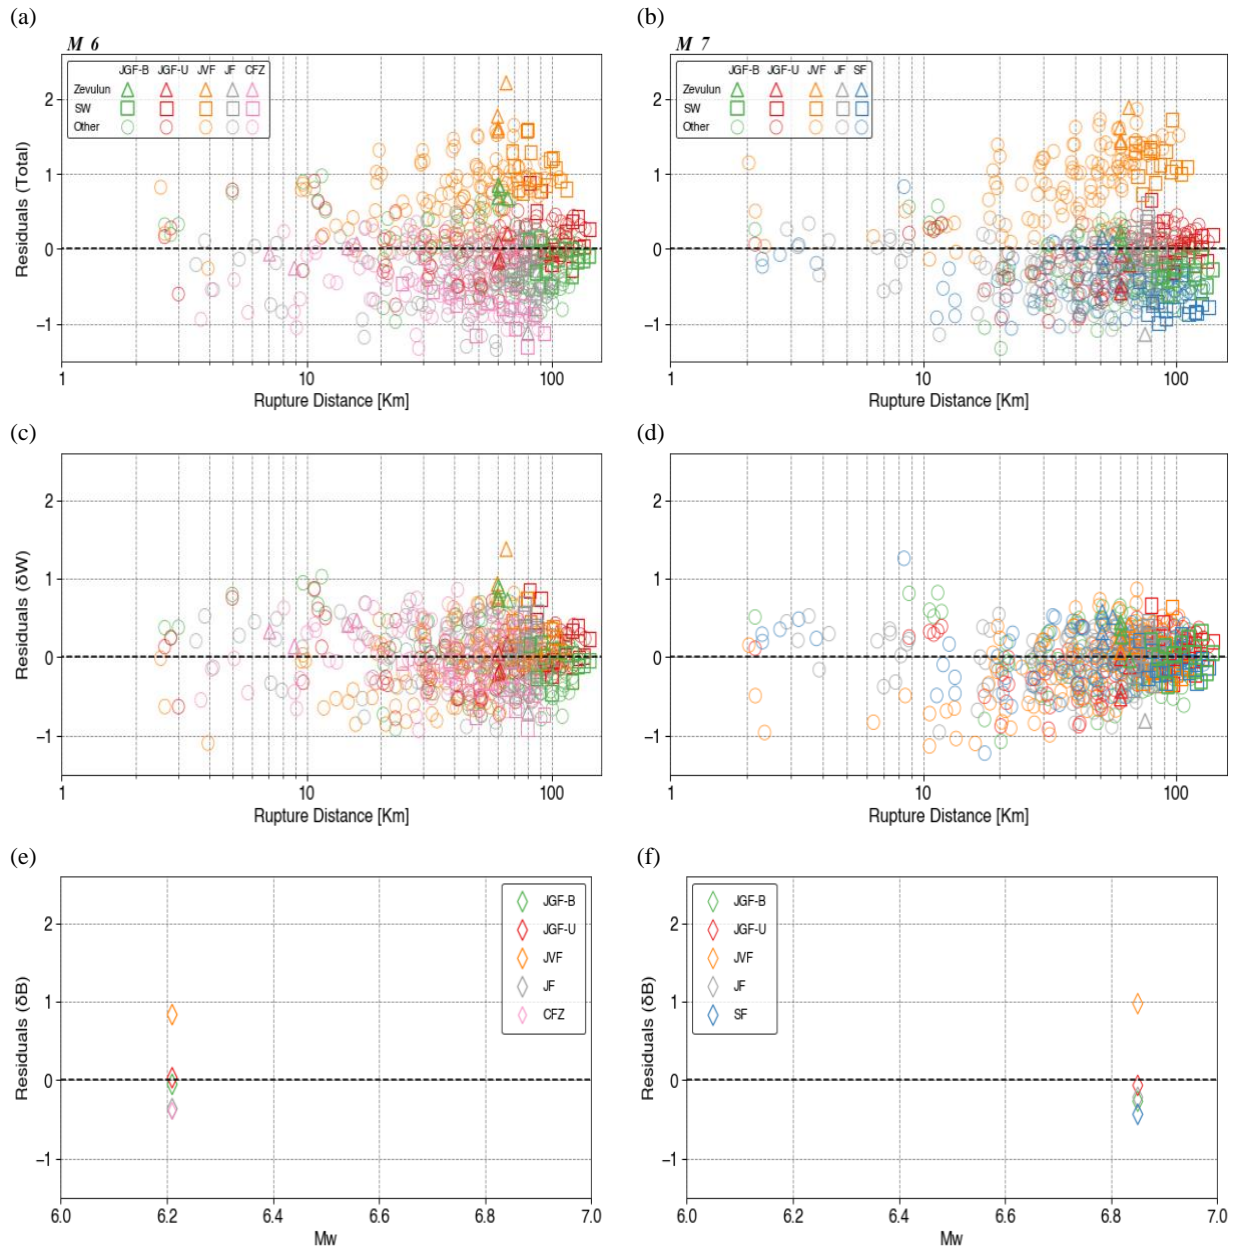 (a)
M 6
JGF-B JGF-U JVF JF CFZ
Zevulun
SW
Other
Residuals (Total)
2
1
0
−1
1 10 100
Rupture Distance [Km]
(b)
M 7
JGF-B JGF-U JVF JF SF
Zevulun
SW
Other
Residuals (Total)
2
1
0
−1
1 10 100
Rupture Distance [Km]
(c)
Residuals (δW)
2
1
0
−1
1 10 100
Rupture Distance [Km]
(d)
Residuals (δW)
2
1
0
−1
1 10 100
Rupture Distance [Km]
(e)
JGF-B
JGF-U
JVF
JF
CFZ
Residuals (δB)
2
1
0
−1
6.0 6.2 6.4 6.6 6.8 7.0
Mw
(f)
JGF-B
JGF-U
JVF
JF
SF
Residuals (δB)
2
1
0
−1
6.0 6.2 6.4 6.6 6.8 7.0
Mw